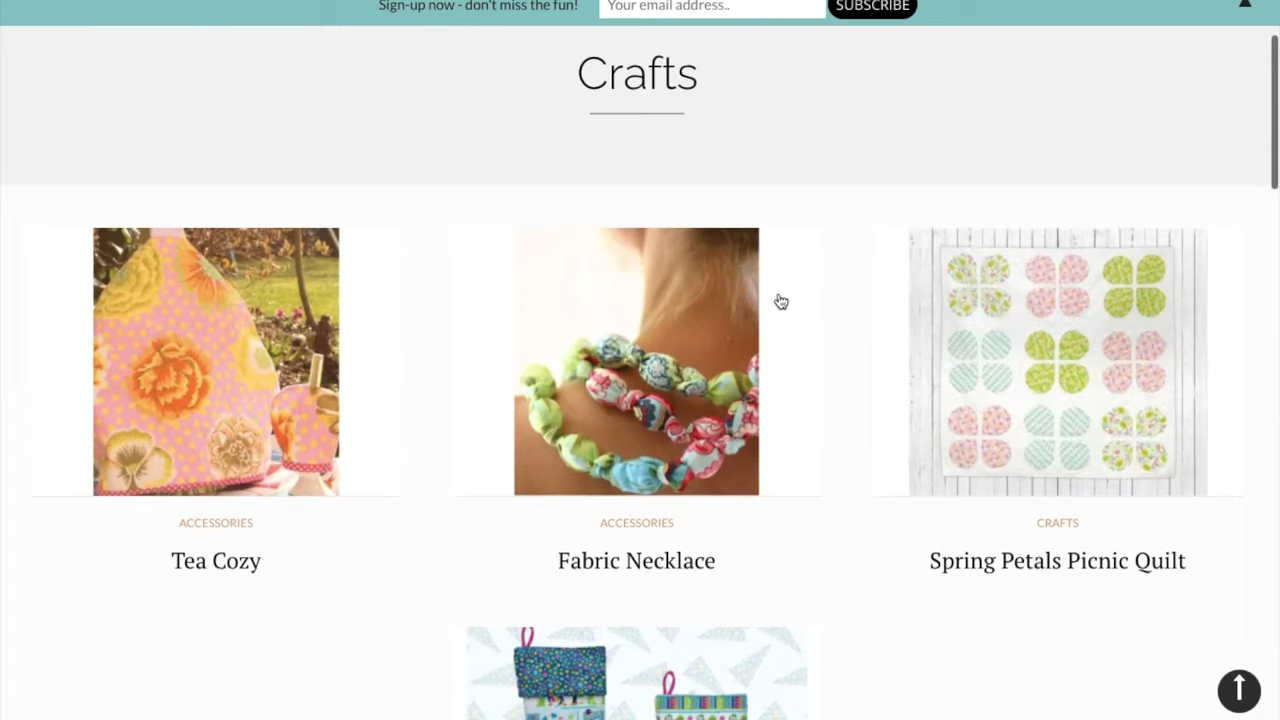 Sign-up now - don't miss the fun! Your email address.. SUBSCRIBE
Crafts
ACCESSORIES ACCESSORIES CRAFTS
Tea Cozy Fabric Necklace Spring Petals Picnic Quilt